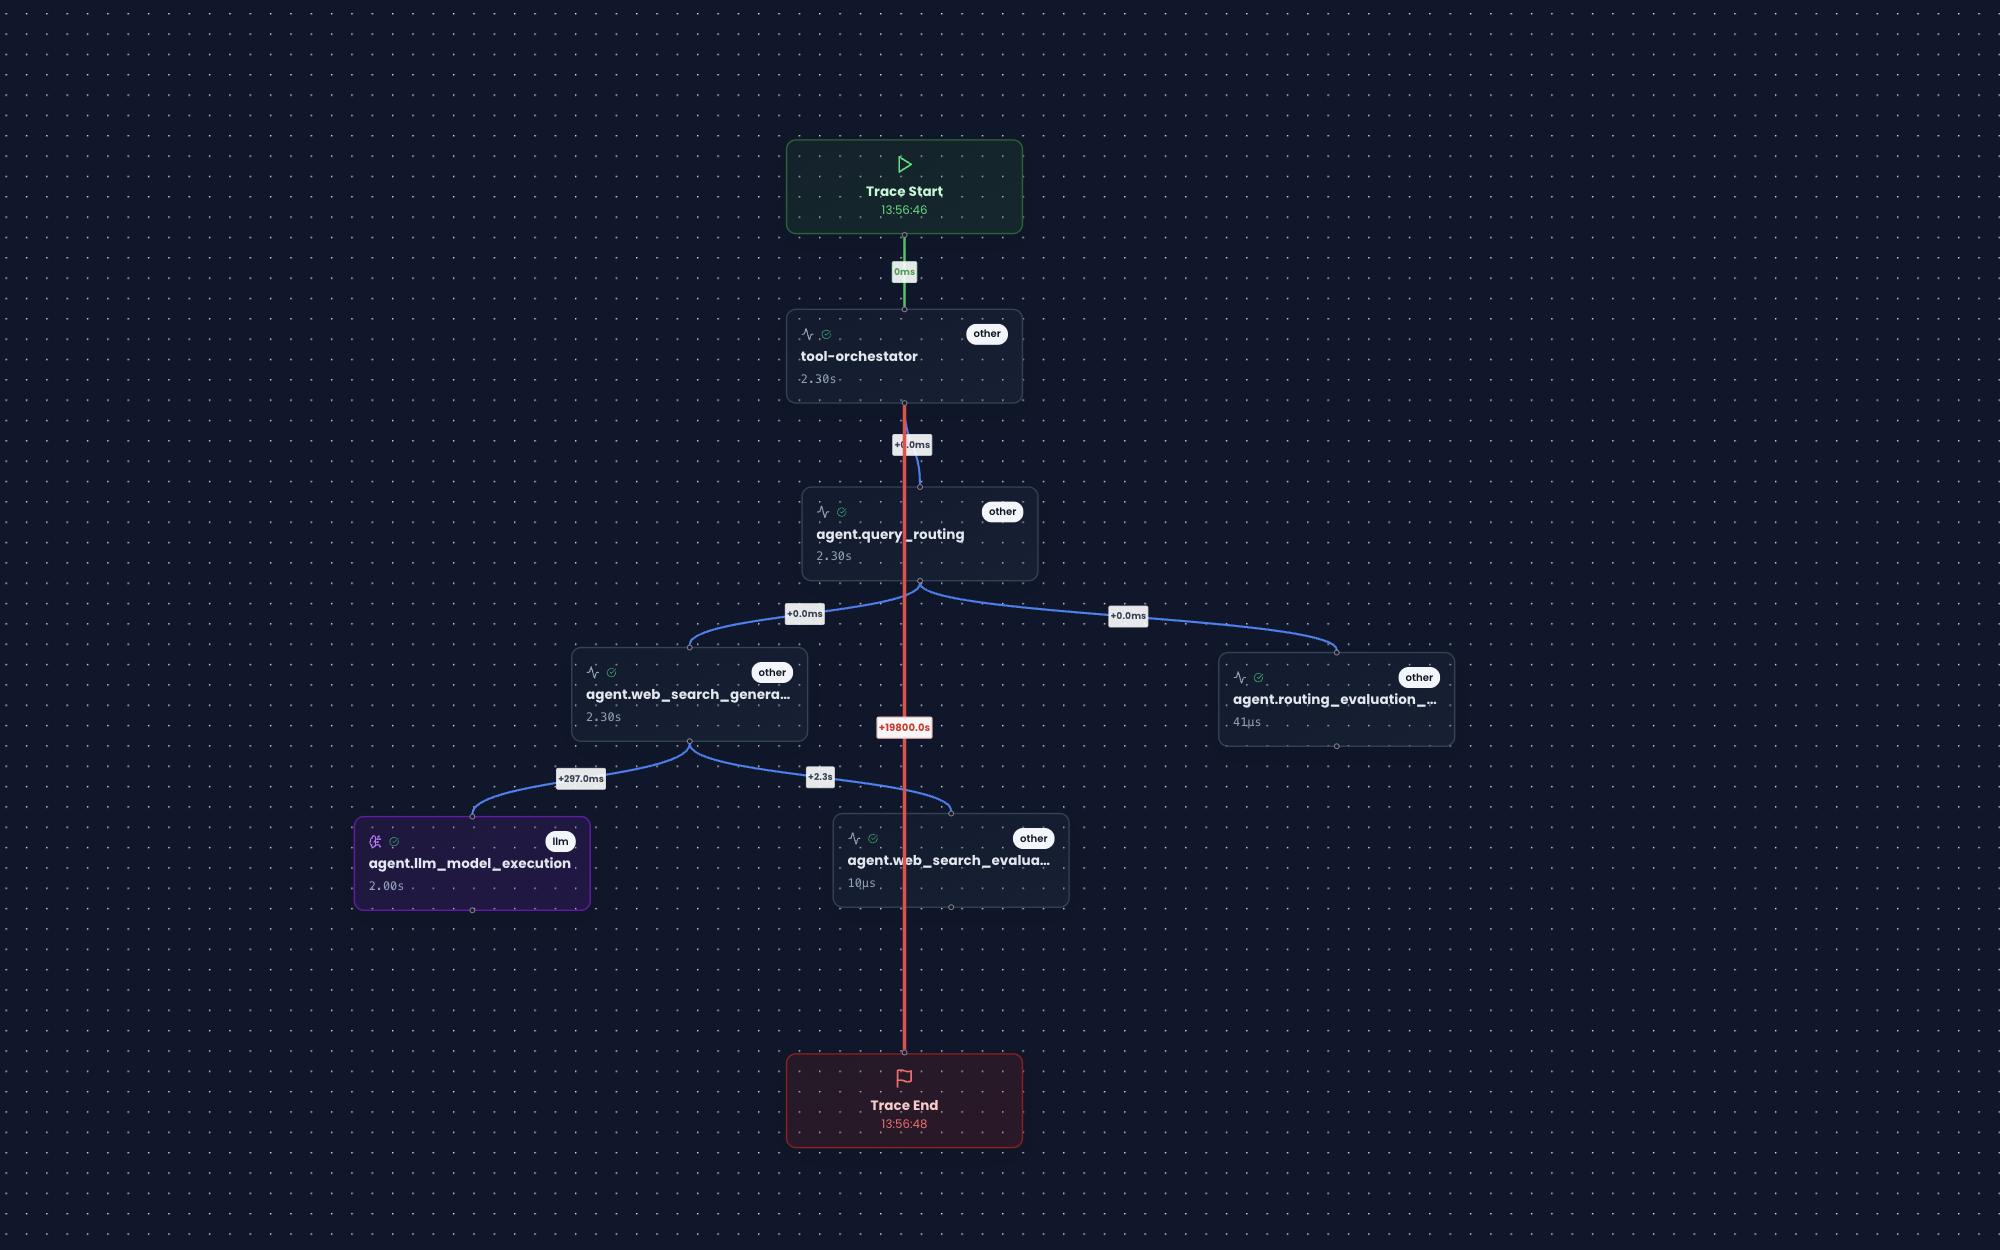 Trace Start
13:56:46
0ms
other
tool-orchestator
2.30s
+0.0ms
other
agent.query_routing
2.30s
+0.0ms
+0.0ms
other
agent.web_search_genera...
2.30s
other
agent.routing_evaluation_...
41μs
+19800.0s
+297.0ms
+2.3s
llm
agent.llm_model_execution
2.00s
other
agent.web_search_evalua...
10μs
Trace End
13:56:48